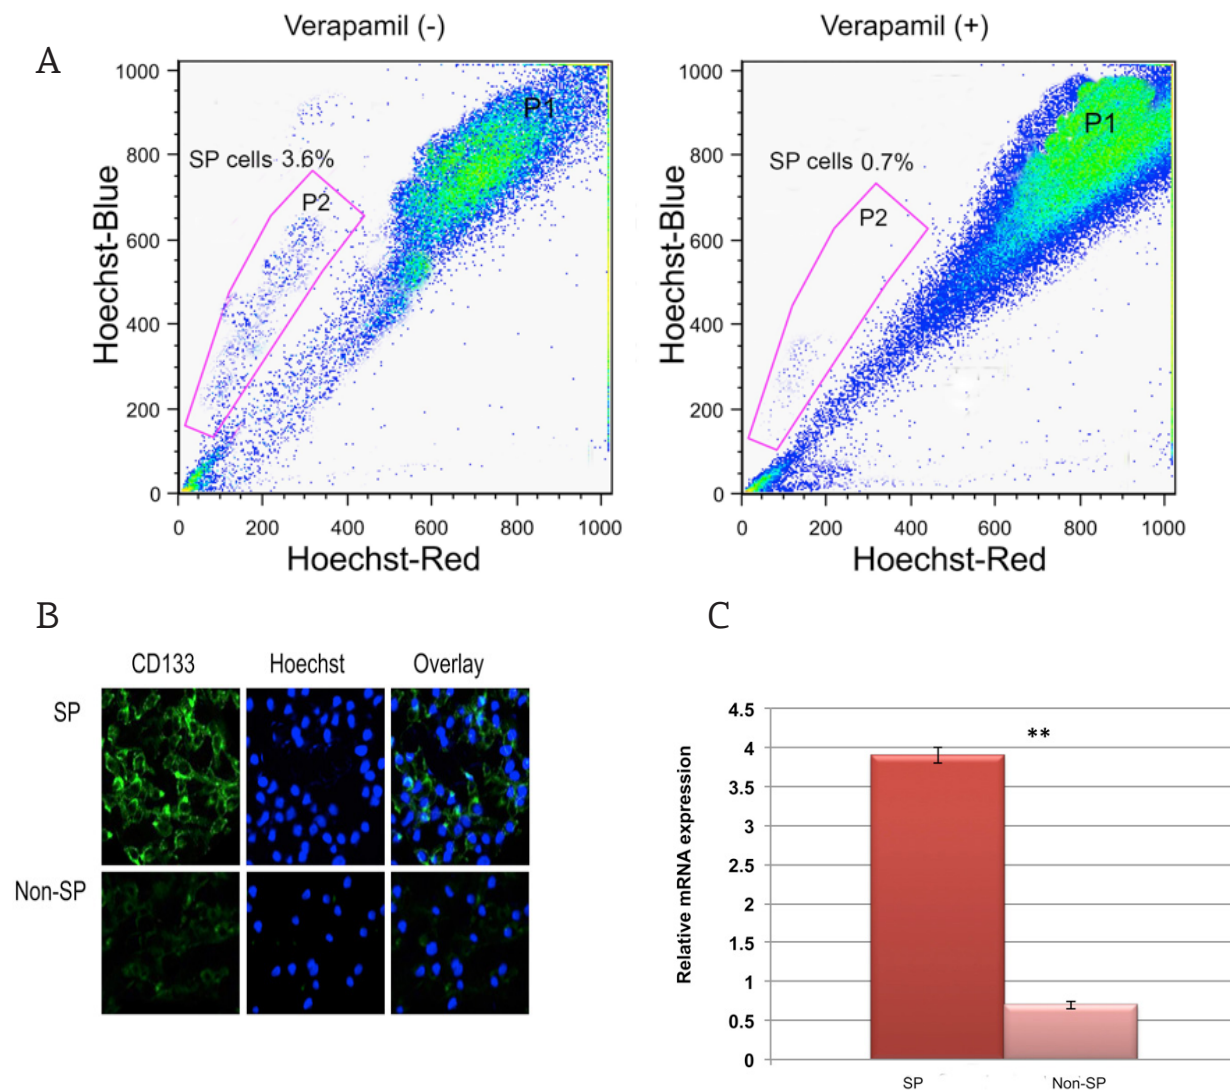 A
Verapamil (-)
Hoechst-Blue
1000
800
600
400
200
0
SP cells 3.6%
P1
P2
0 200 400 600 800 1000
Hoechst-Red
Verapamil (+)
Hoechst-Blue
1000
800
600
400
200
0
SP cells 0.7%
P1
P2
0 200 400 600 800 1000
Hoechst-Red
B
CD133 Hoechst Overlay
SP
Non-SP
C
Relative mRNA expression
4.5
4
3.5
3
2.5
2
1.5
1
0.5
0
**
SP Non-SP